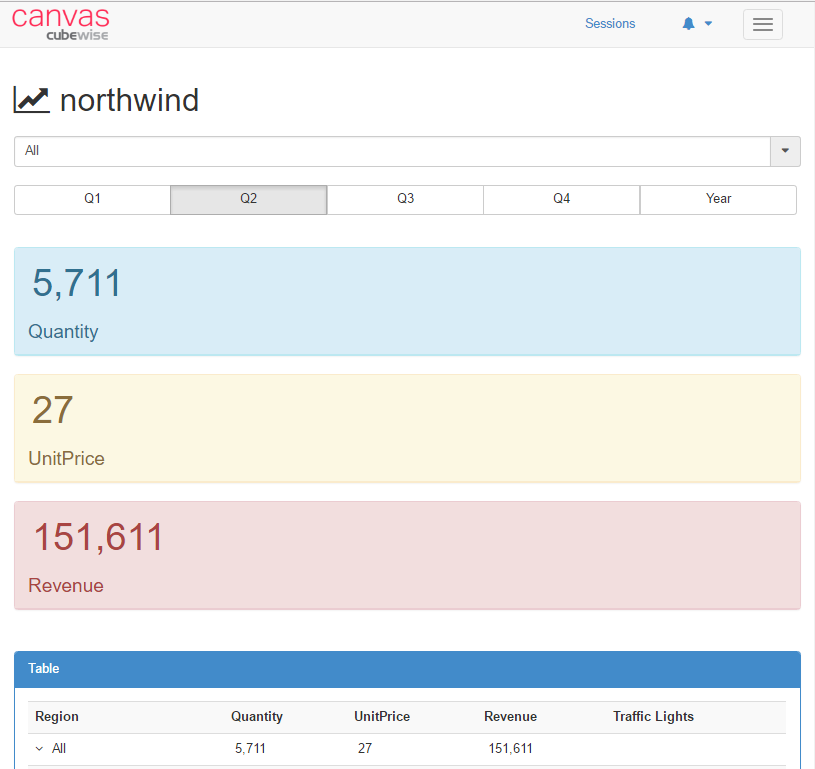 canvas
cubewise
Sessions
northwind
All
Q1 Q2 Q3 Q4 Year
5,711
Quantity
27
UnitPrice
151,611
Revenue
Table
Region Quantity UnitPrice Revenue Traffic Lights
All 5,711 27 151,611